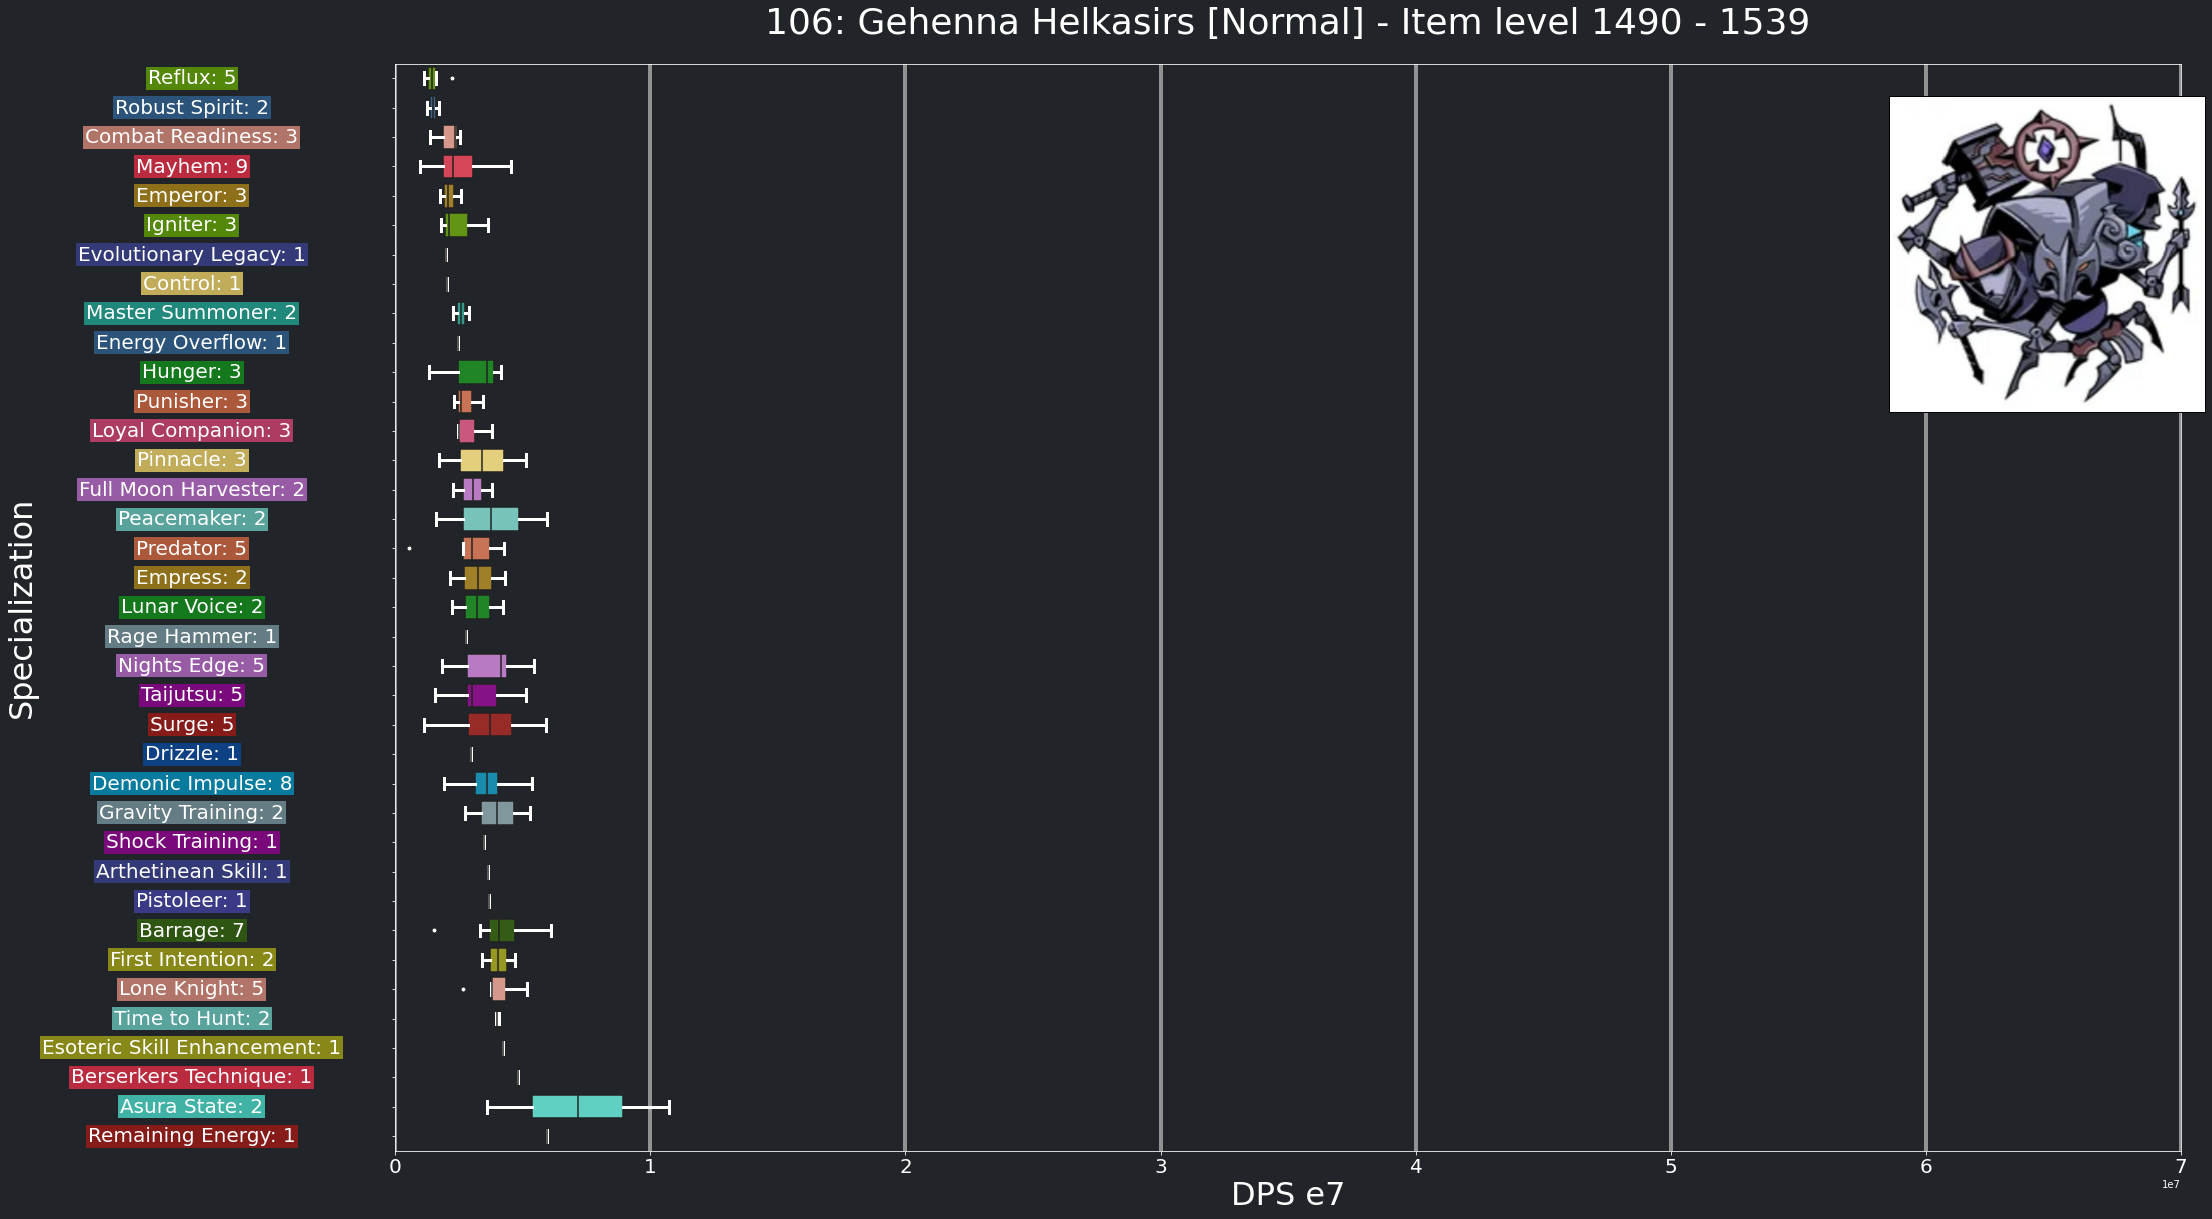 106: Gehenna Helkasirs [Normal] - Item level 1490 - 1539
Specialization
Reflux: 5
Robust Spirit: 2
Combat Readiness: 3
Mayhem: 9
Emperor: 3
Igniter: 3
Evolutionary Legacy: 1
Control: 1
Master Summoner: 2
Energy Overflow: 1
Hunger: 3
Punisher: 3
Loyal Companion: 3
Pinnacle: 3
Full Moon Harvester: 2
Peacemaker: 2
Predator: 5
Empress: 2
Lunar Voice: 2
Rage Hammer: 1
Nights Edge: 5
Taijutsu: 5
Surge: 5
Drizzle: 1
Demonic Impulse: 8
Gravity Training: 2
Shock Training: 1
Arthetinean Skill: 1
Pistoleer: 1
Barrage: 7
First Intention: 2
Lone Knight: 5
Time to Hunt: 2
Esoteric Skill Enhancement: 1
Berserkers Technique: 1
Asura State: 2
Remaining Energy: 1
0 1 2 3 4 5 6 7
1e7
DPS e7